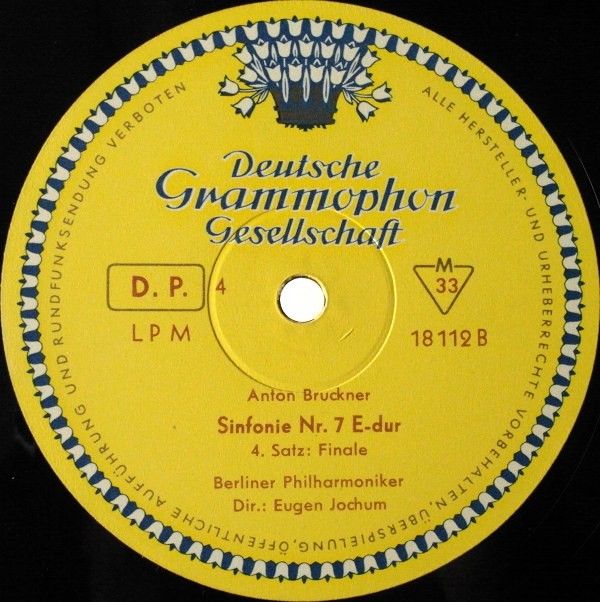 Deutsche
Grammophon
Gesellschaft
D. P. 4
LPM
M
33
18 112 B
Anton Bruckner
Sinfonie Nr. 7 E-dur
4. Satz: Finale
Berliner Philharmoniker
Dir.: Eugen Jochum
ALLE HERSTELLER- UND URHEBERRECHTE VORBEHALTEN, ÜBERSPIELUNG, ÖFFENTLICHE AUFFÜHRUNG UND RUNDFUNKSENDUNG VERBOTEN